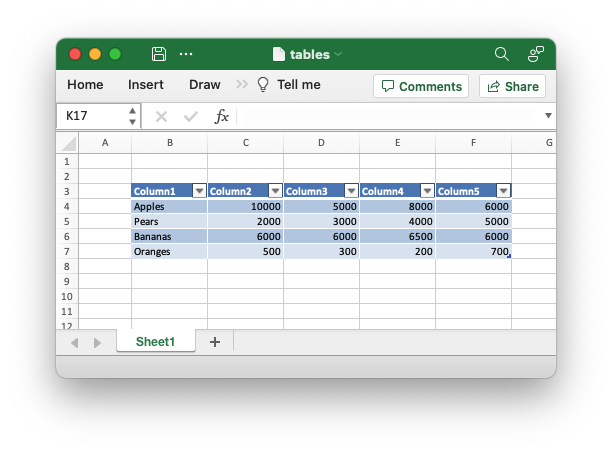 tables
Home Insert Draw Tell me Comments Share
K17 fx
A B C D E F G
1
2
3 Column1 Column2 Column3 Column4 Column5
4 Apples 10000 5000 8000 6000
5 Pears 2000 3000 4000 5000
6 Bananas 6000 6000 6500 6000
7 Oranges 500 300 200 700
8
9
10
11
12
Sheet1 +